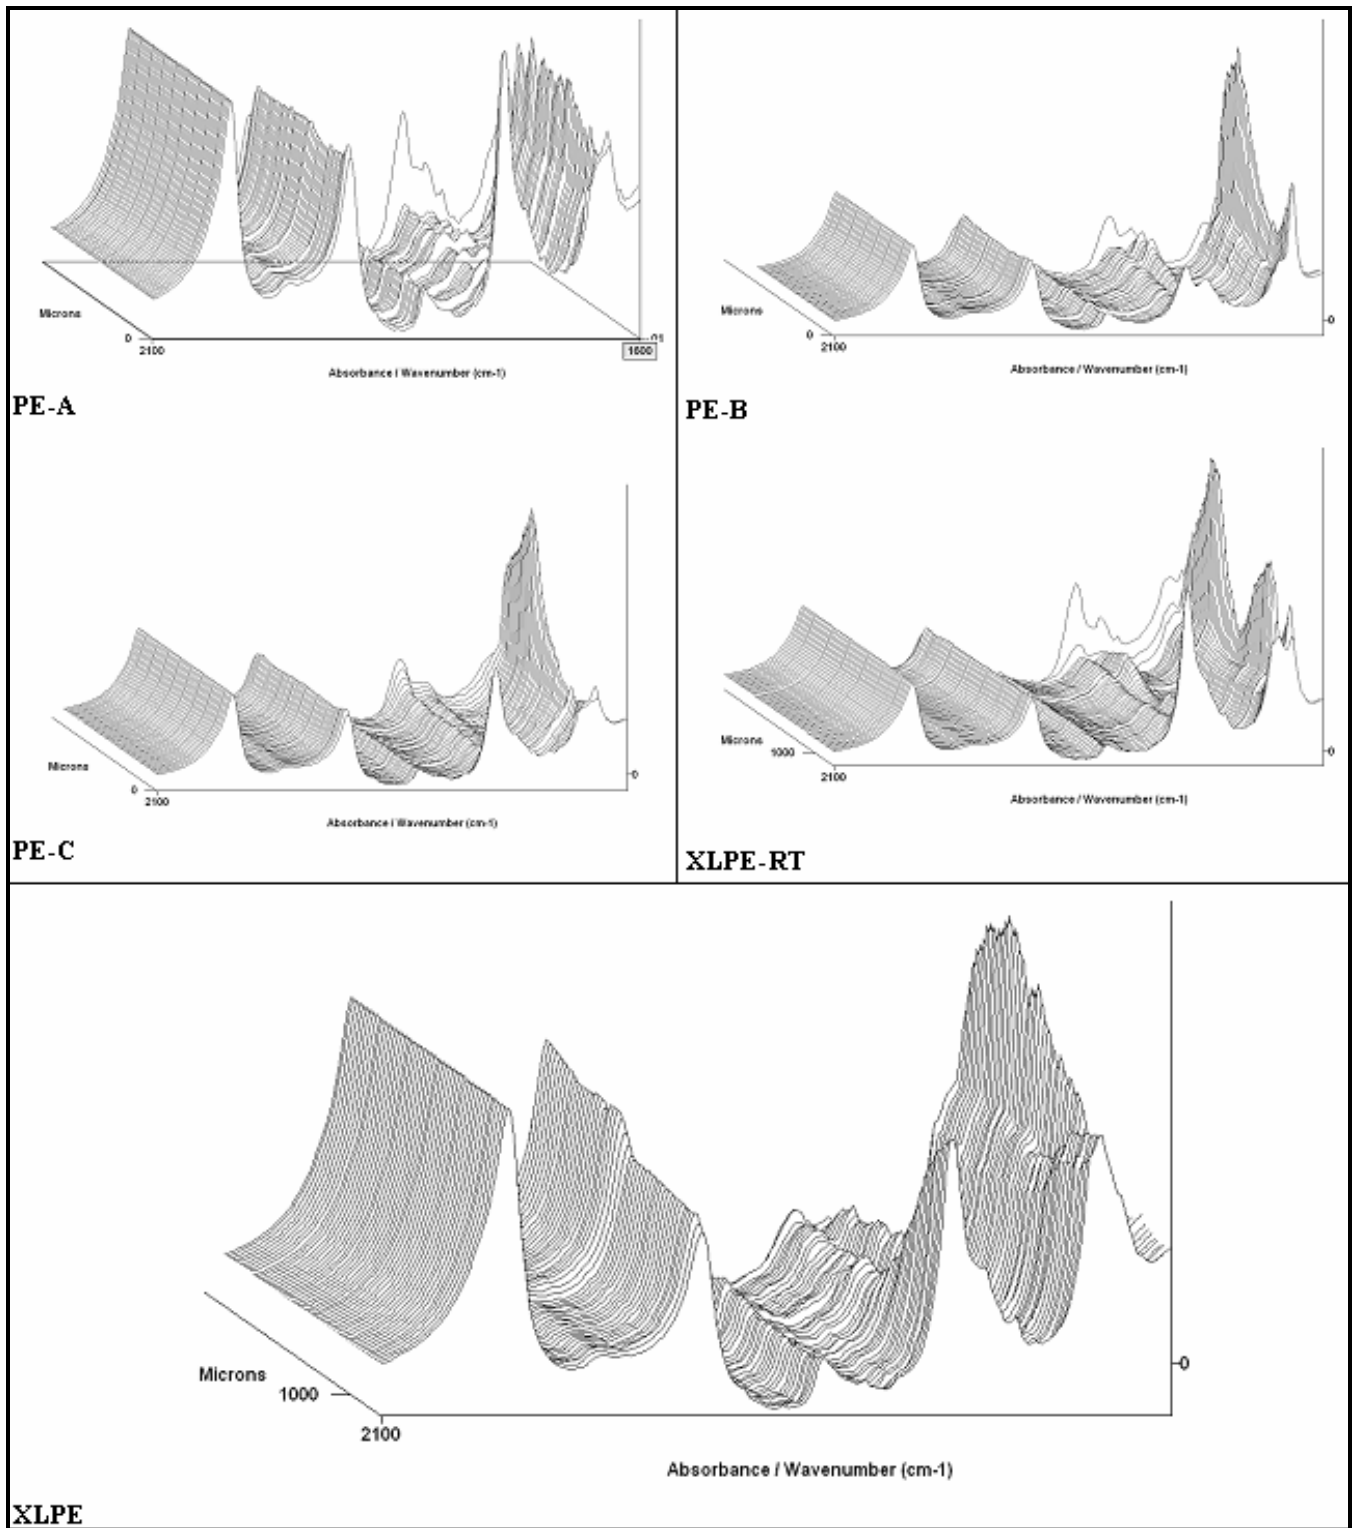 Microns
0
2100
01
1600
Absorbance / Wavenumber (cm-1)
PE-A
Microns
0
2100
0
Absorbance / Wavenumber (cm-1)
PE-B
Microns
0
2100
0
Absorbance / Wavenumber (cm-1)
PE-C
Microns
1000
2100
0
Absorbance / Wavenumber (cm-1)
XLPE-RT
Microns
1000
2100
0
Absorbance / Wavenumber (cm-1)
XLPE